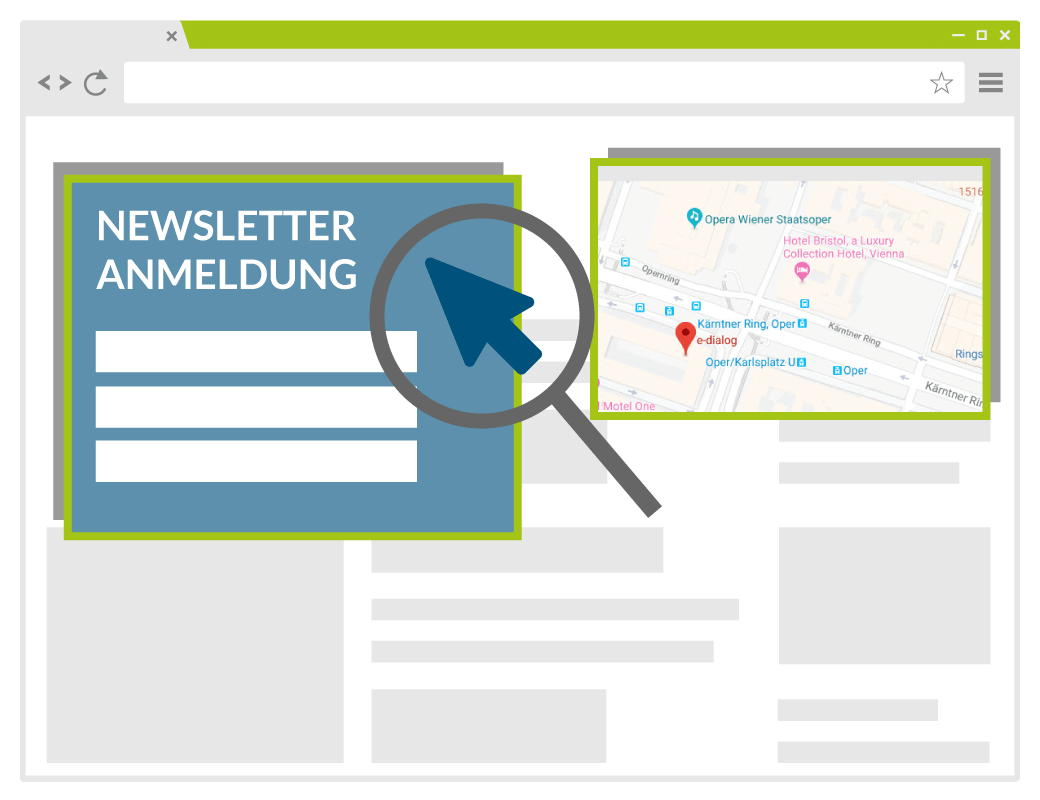 NEWSLETTER
ANMELDUNG
1516
Opera Wiener Staatsoper
Hotel Bristol, a Luxury
Collection Hotel, Vienna
Opernring
Kärntner Ring, Oper
Kärntner Ring
e-dialog
Rings
Oper/Karlsplatz U
Oper
Kärntner Rin
Motel One